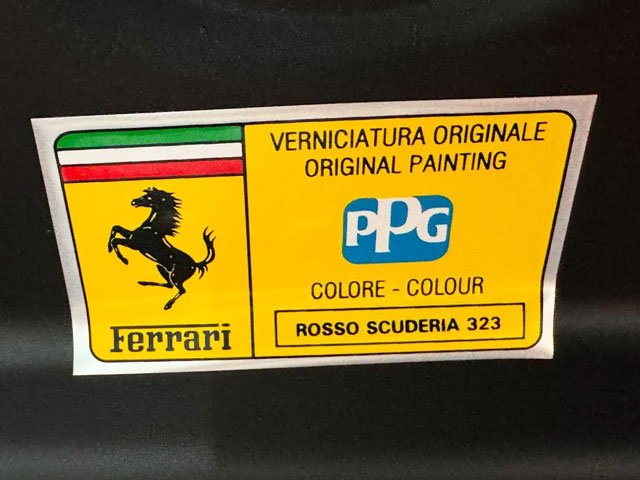 VERNICIATURA ORIGINALE
ORIGINAL PAINTING
PPG
COLORE - COLOUR
ROSSO SCUDERIA 323
Ferrari